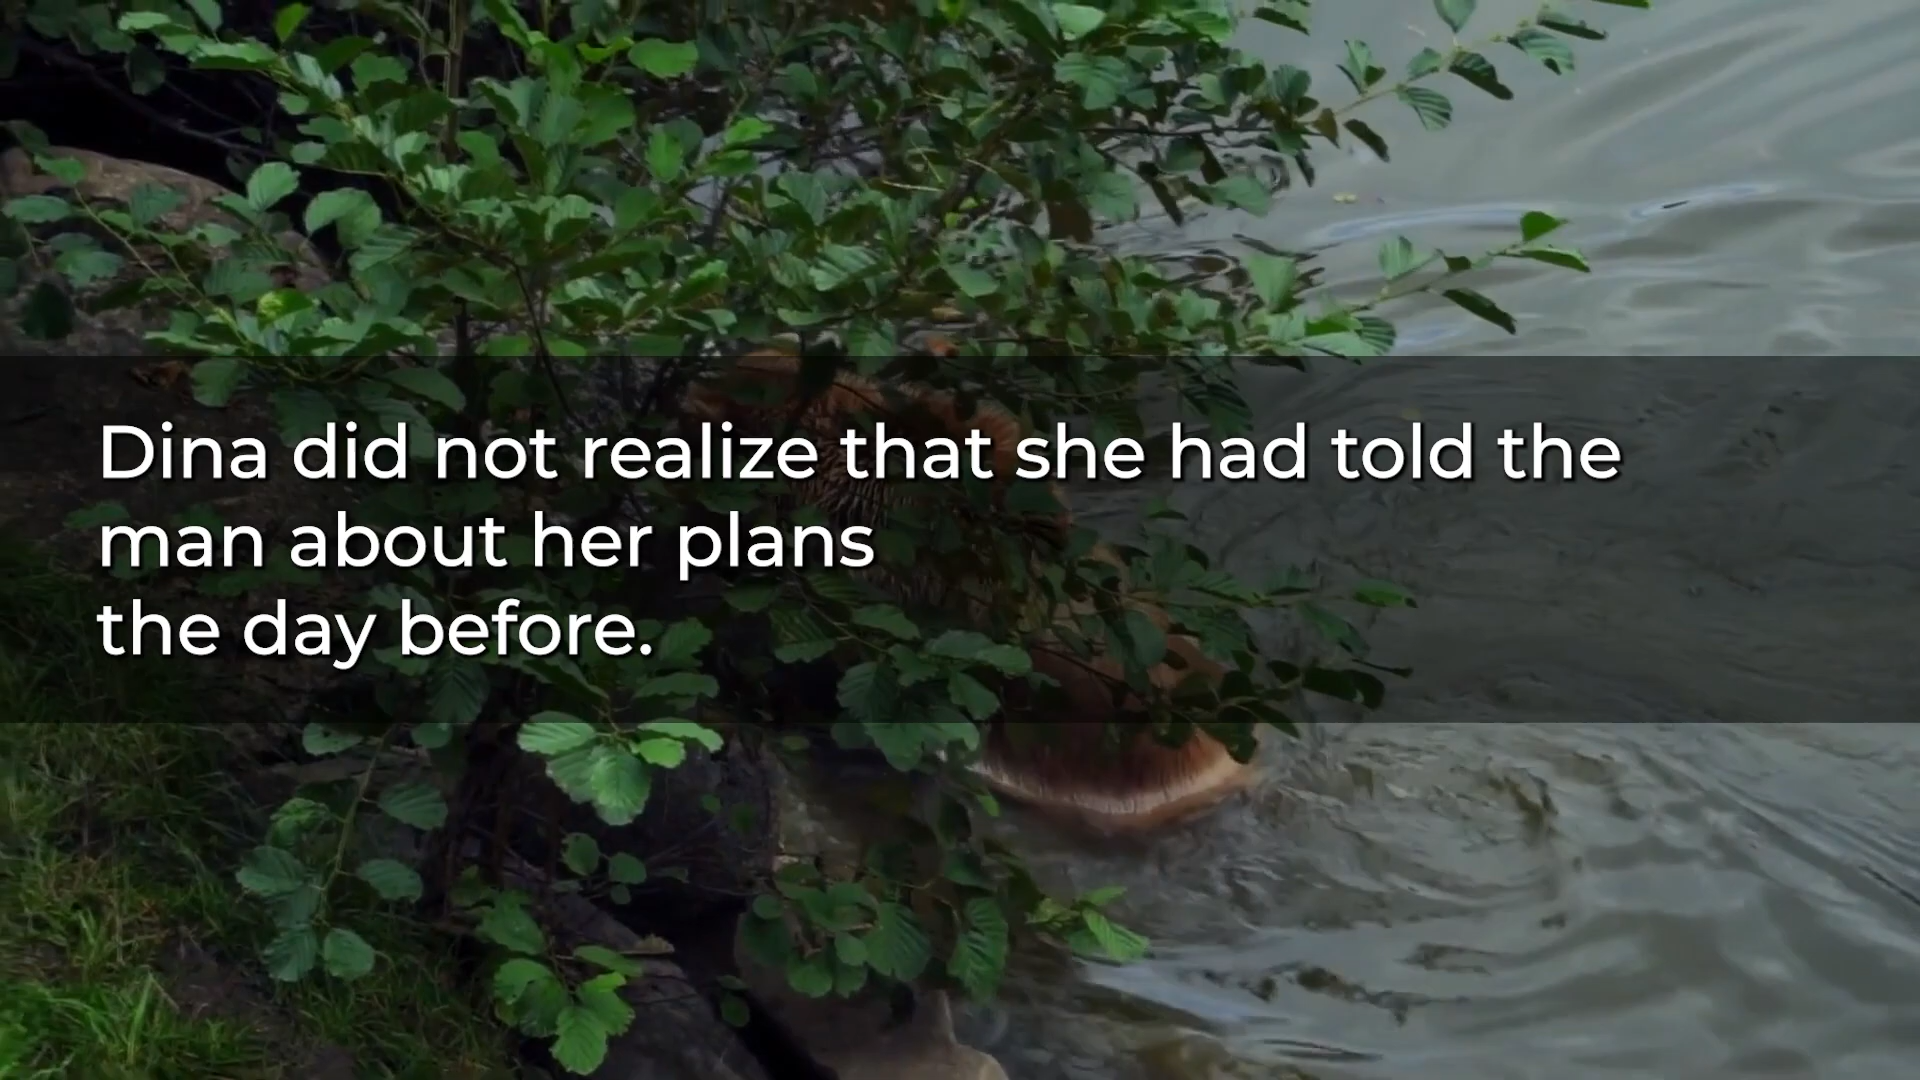 Dina did not realize that she had told the
man about her plans
the day before.